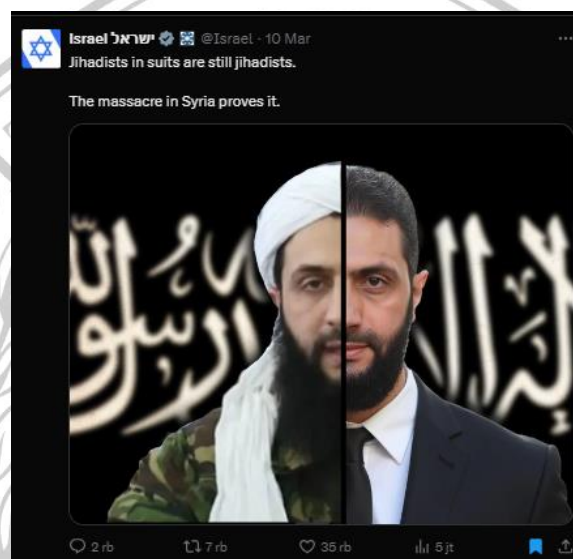 Israel ישראל @Israel · 10 Mar
Jihadists in suits are still jihadists.
The massacre in Syria proves it.
2 rb 7 rb 35 rb 5 jt